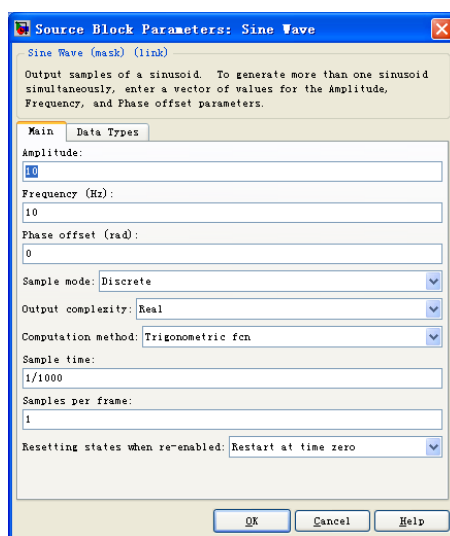 Source Block Parameters: Sine Wave
Sine Wave (mask) (link)
Output samples of a sinusoid. To generate more than one sinusoid
simultaneously, enter a vector of values for the Amplitude,
Frequency, and Phase offset parameters.
Main Data Types
Amplitude:
10
Frequency (Hz):
10
Phase offset (rad):
0
Sample mode: Discrete
Output complexity: Real
Computation method: Trigonometric fcn
Sample time:
1/1000
Samples per frame:
1
Resetting states when re-enabled: Restart at time zero
OK Cancel Help